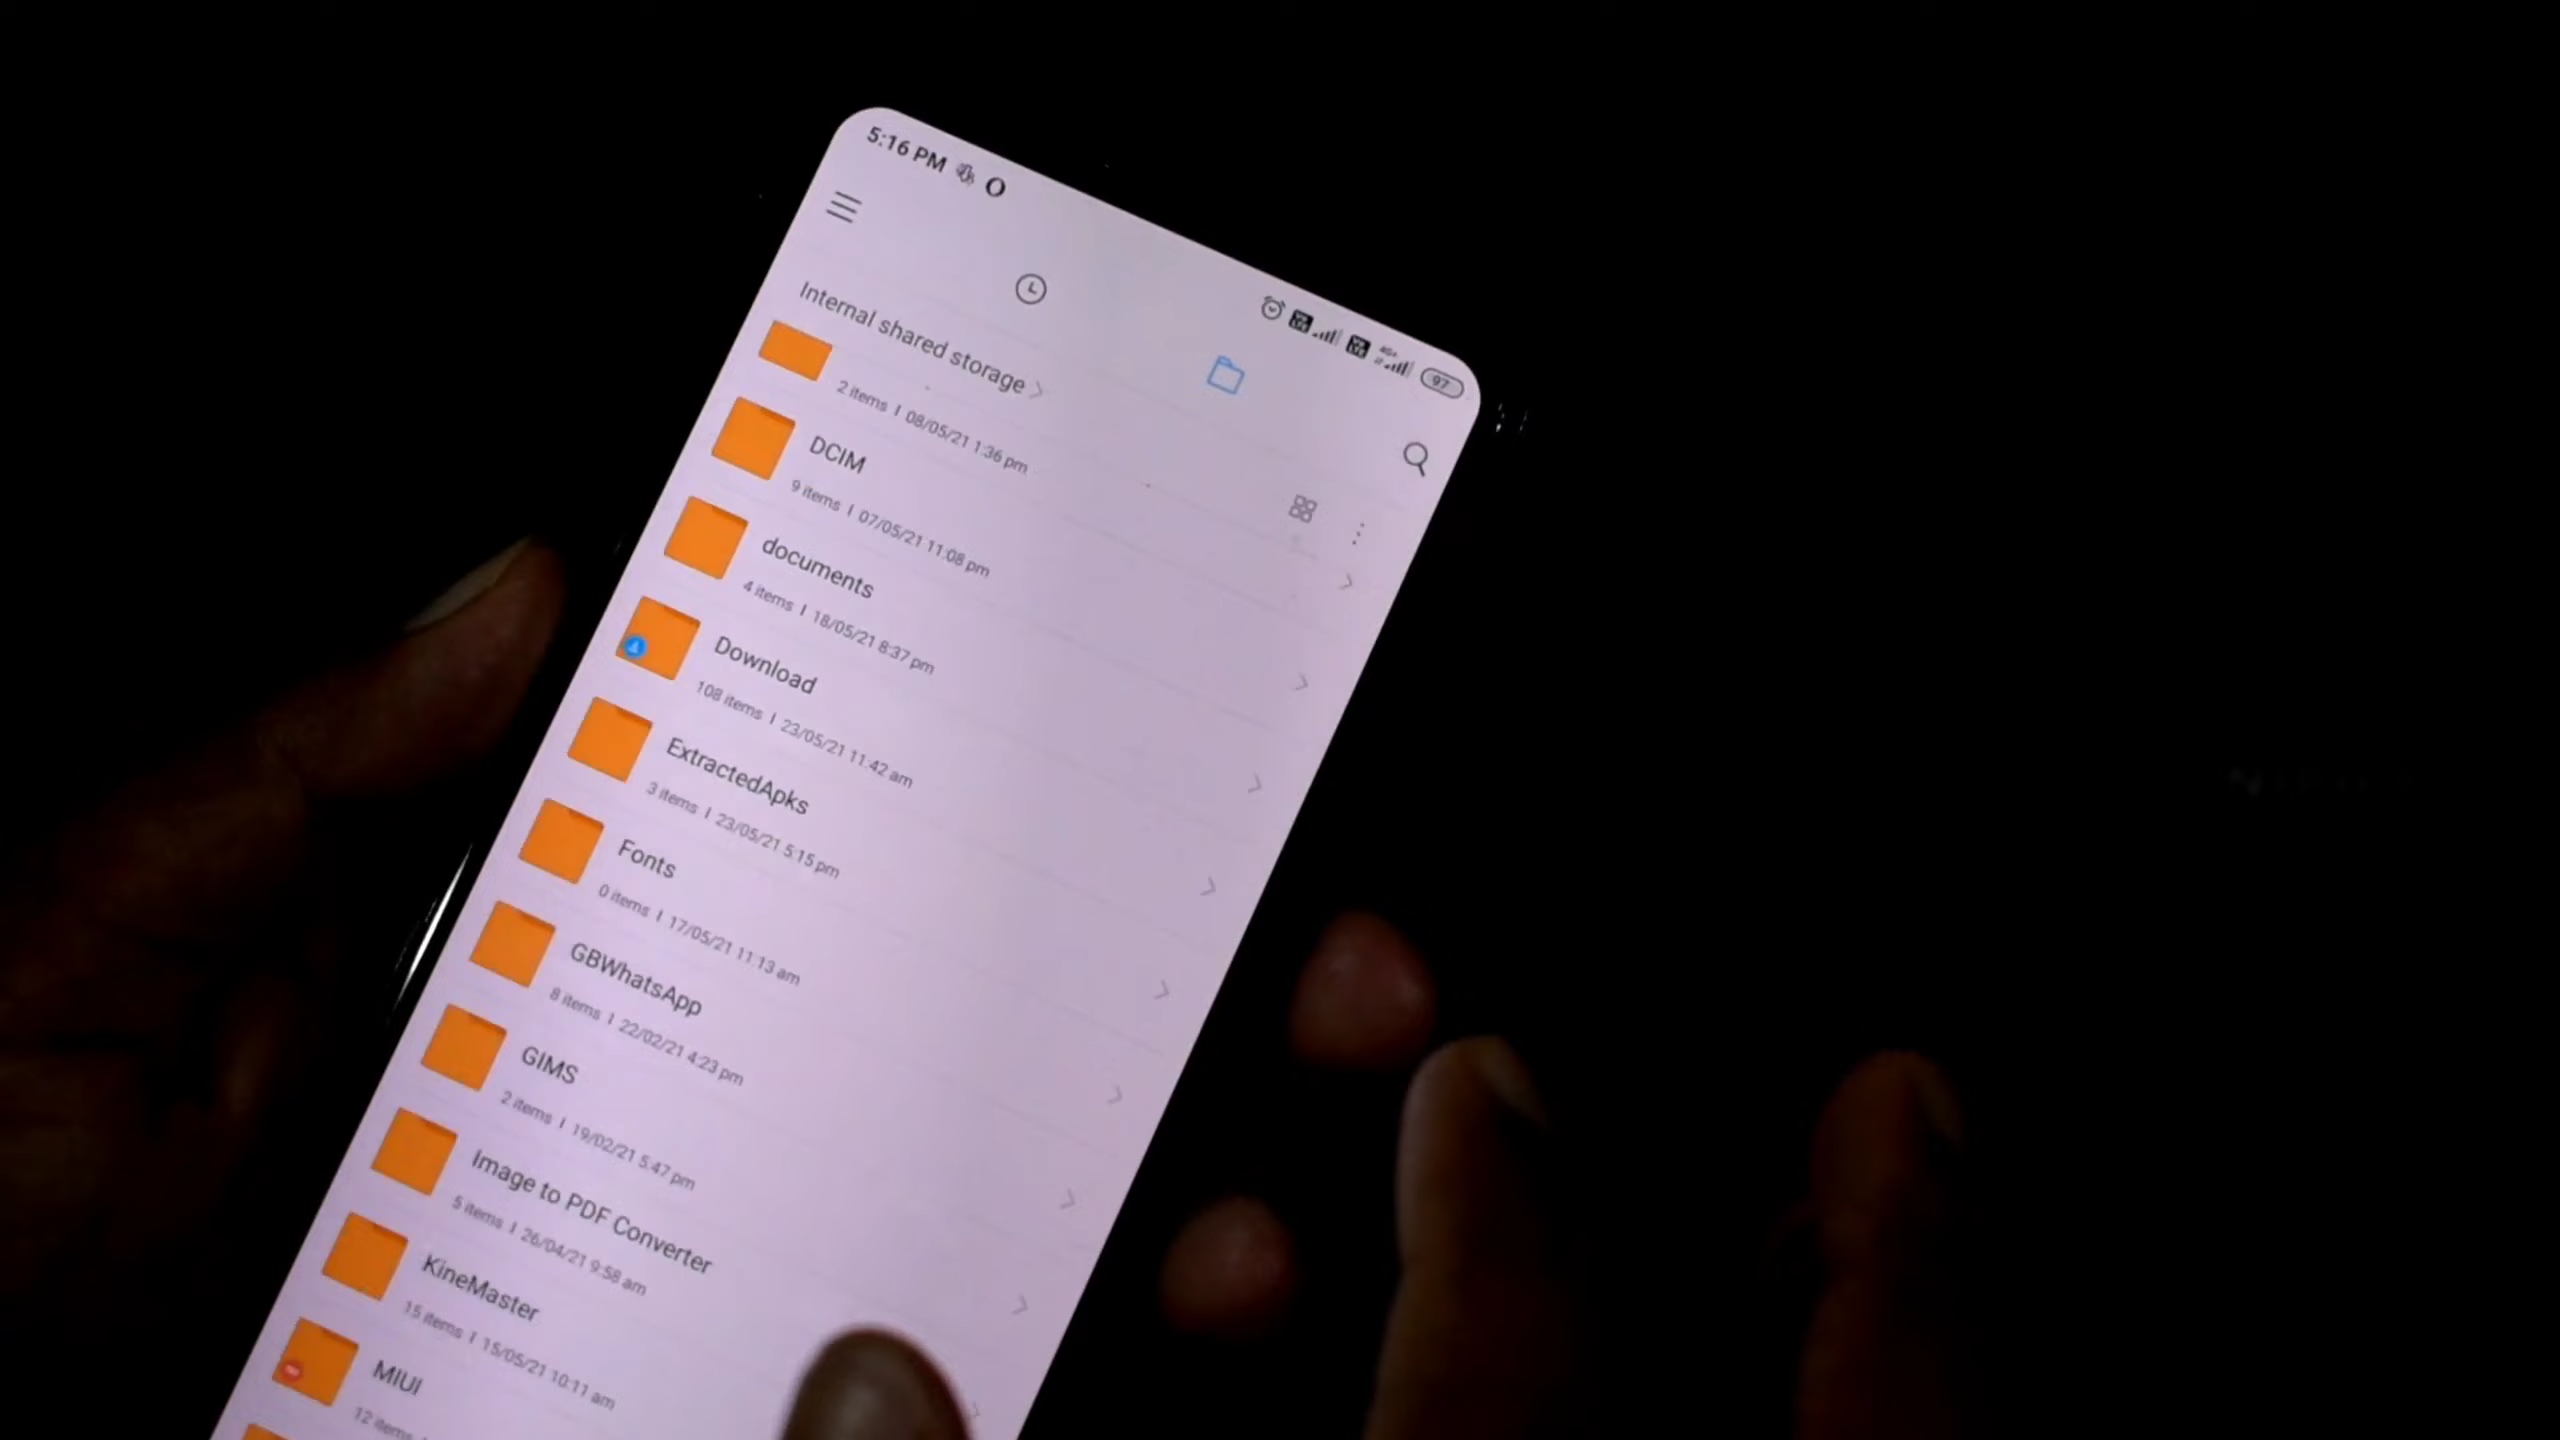 5:16 PM
97
Internal shared storage
2 items | 08/05/21 1:36 pm
DCIM
9 items | 07/05/21 11:08 pm
documents
4 items | 18/05/21 8:37 pm
Download
108 items | 23/05/21 11:42 am
ExtractedApks
3 items | 23/05/21 5:15 pm
Fonts
0 items | 17/05/21 11:13 am
GBWhatsApp
8 items | 22/02/21 4:23 pm
GIMS
2 items | 19/02/21 5:47 pm
Image to PDF Converter
5 items | 26/04/21 9:58 am
KineMaster
15 items | 15/05/21 10:11 am
MIUI
12 items